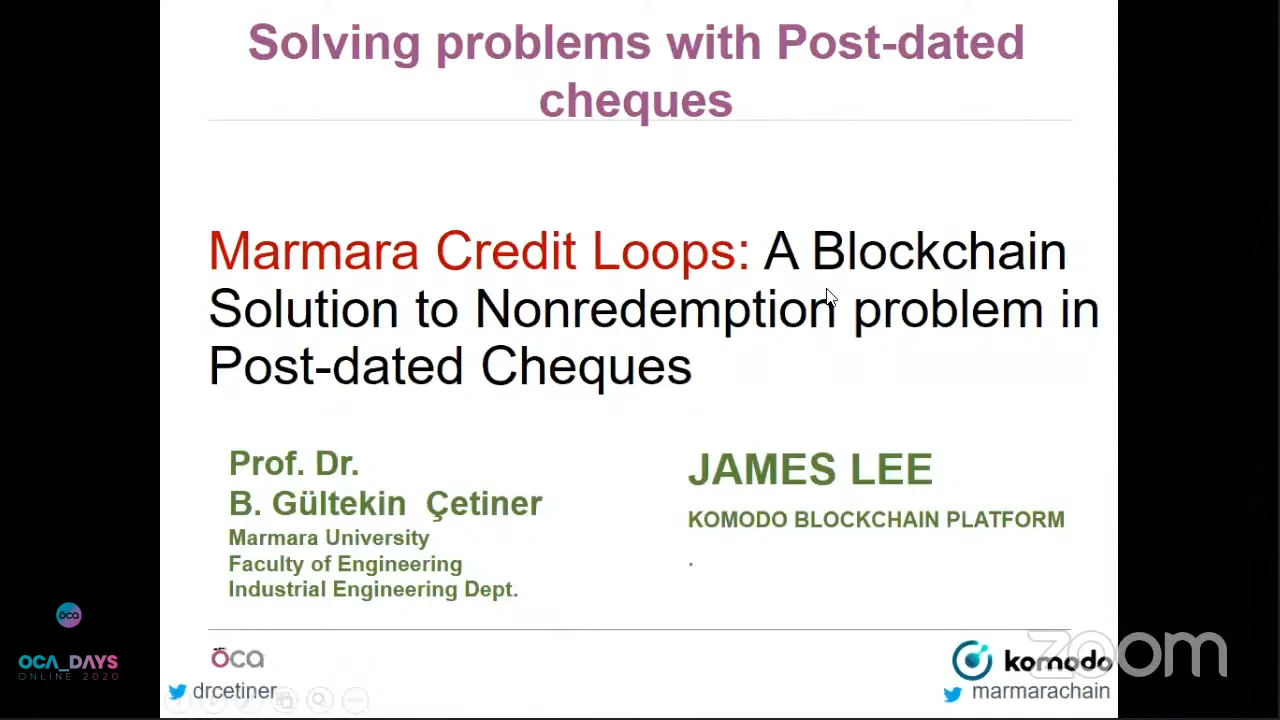 Solving problems with Post-dated
cheques
Marmara Credit Loops: A Blockchain
Solution to Nonredemption problem in
Post-dated Cheques
Prof. Dr.
B. Gültekin Çetiner
Marmara University
Faculty of Engineering
Industrial Engineering Dept.
JAMES LEE
KOMODO BLOCKCHAIN PLATFORM
.
oca
OCA_DAYS
ONLINE 2020
öca
drcetiner
komodo
zoom
marmarachain